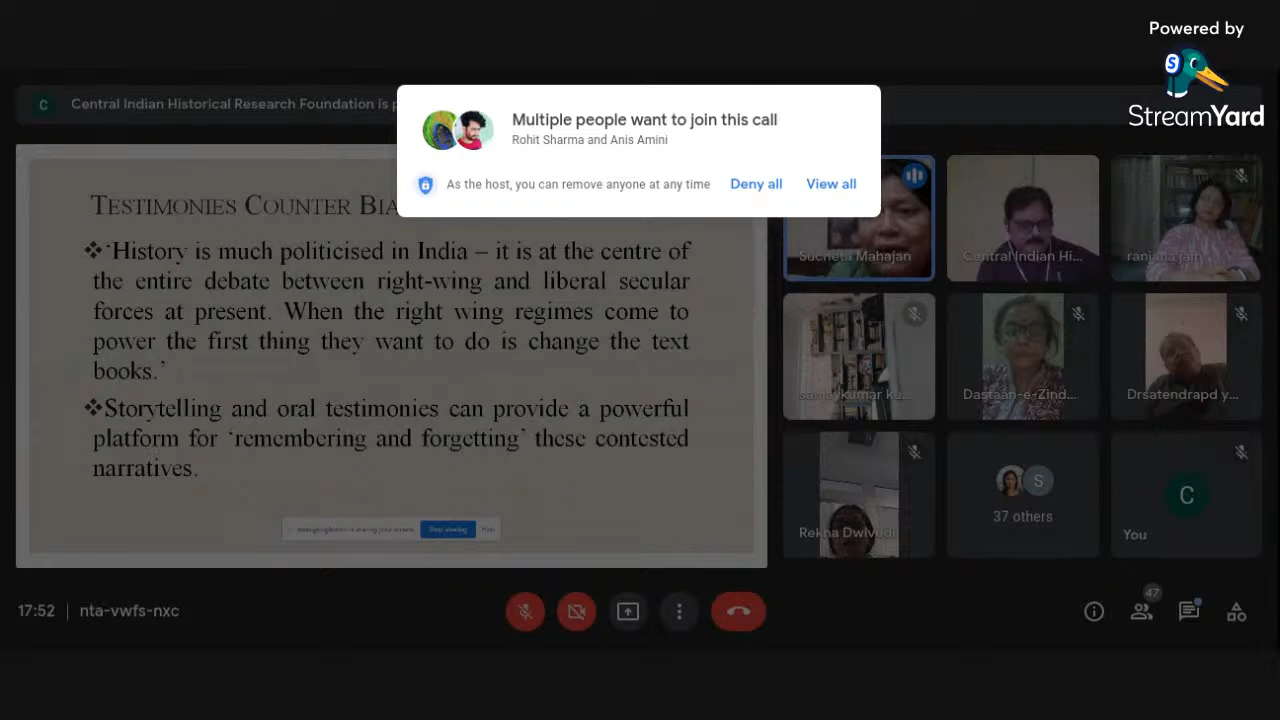 Powered by
StreamYard
C
Central Indian Historical Research Foundation is p
Multiple people want to join this call
Rohit Sharma and Anis Amini
As the host, you can remove anyone at any time
Deny all
View all
TESTIMONIES COUNTER BIA
❖‘History is much politicised in India – it is at the centre of
the entire debate between right-wing and liberal secular
forces at present. When the right wing regimes come to
power the first thing they want to do is change the text
books.’
❖Storytelling and oral testimonies can provide a powerful
platform for ‘remembering and forgetting’ these contested
narratives.
Stop sharing
Hide
Sucheta Mahajan
Central Indian Hi...
ranjana jain
Dastaan-e-Zind...
Drsatendrapd y...
Rekha Dwivedi
S
37 others
C
You
17:52
nta-vwfs-nxc
47